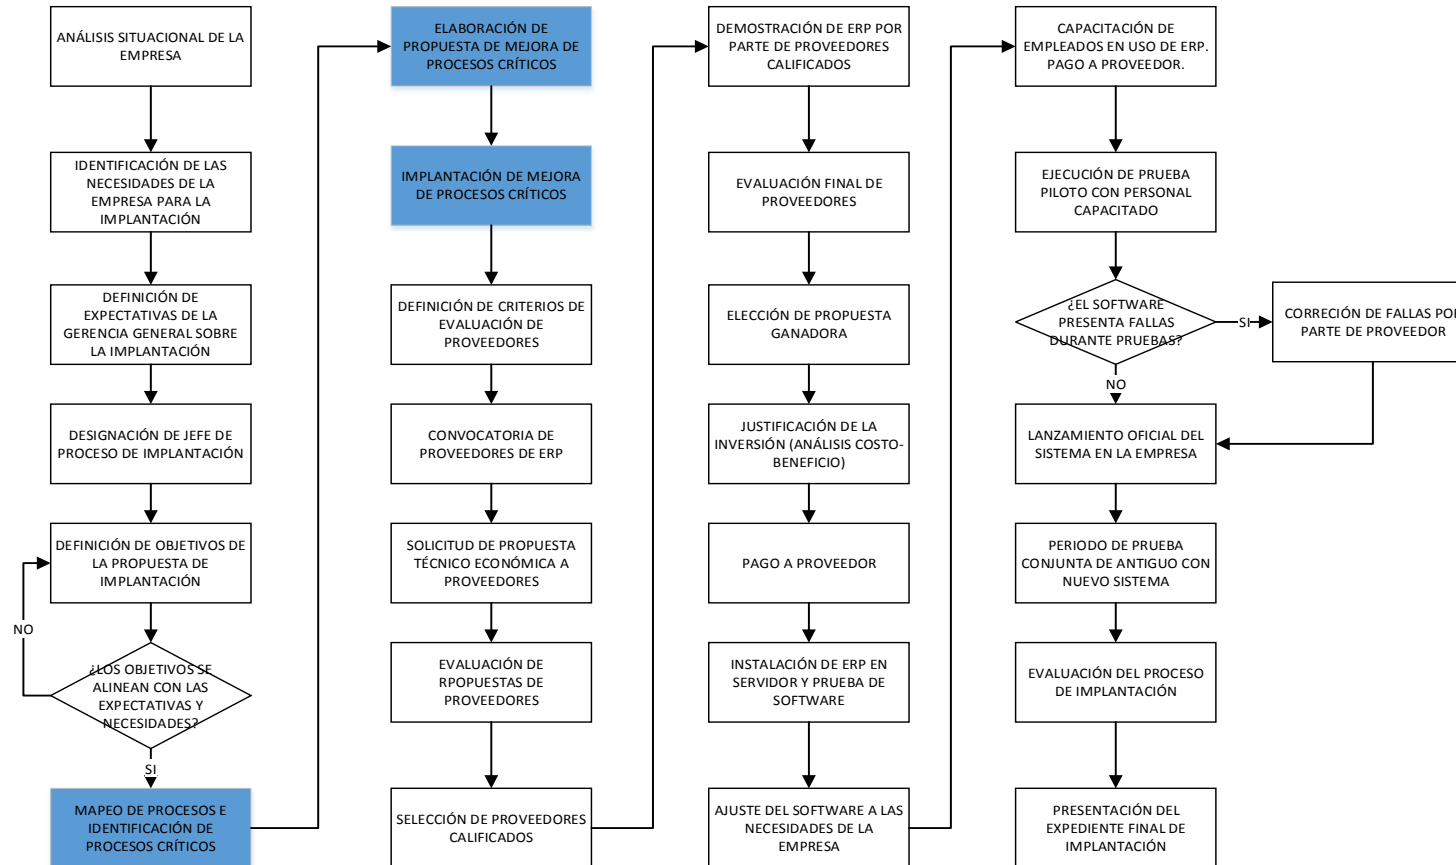 ANÁLISIS SITUACIONAL DE LA
EMPRESA
IDENTIFICACIÓN DE LAS
NECESIDADES DE LA
EMPRESA PARA LA
IMPLANTACIÓN
DEFINICIÓN DE
EXPECTATIVAS DE LA
GERENCIA GENERAL SOBRE
LA IMPLANTACIÓN
DESIGNACIÓN DE JEFE DE
PROCESO DE IMPLANTACIÓN
DEFINICIÓN DE OBJETIVOS DE
LA PROPUESTA DE
IMPLANTACIÓN
NO
¿LOS OBJETIVOS SE
ALINEAN CON LAS
EXPECTATIVAS Y
NECESIDADES?
SI
MAPEO DE PROCESOS E
IDENTIFICACIÓN DE
PROCESOS CRÍTICOS
ELABORACIÓN DE
PROPUESTA DE MEJORA DE
PROCESOS CRÍTICOS
IMPLANTACIÓN DE MEJORA
DE PROCESOS CRÍTICOS
DEFINICIÓN DE CRITERIOS DE
EVALUACIÓN DE
PROVEEDORES
CONVOCATORIA DE
PROVEEDORES DE ERP
SOLICITUD DE PROPUESTA
TÉCNICO ECONÓMICA A
PROVEEDORES
EVALUACIÓN DE
RPOPUESTAS DE
PROVEEDORES
SELECCIÓN DE PROVEEDORES
CALIFICADOS
DEMOSTRACIÓN DE ERP POR
PARTE DE PROVEEDORES
CALIFICADOS
EVALUACIÓN FINAL DE
PROVEEDORES
ELECCIÓN DE PROPUESTA
GANADORA
JUSTIFICACIÓN DE LA
INVERSIÓN (ANÁLISIS COSTO-
BENEFICIO)
PAGO A PROVEEDOR
INSTALACIÓN DE ERP EN
SERVIDOR Y PRUEBA DE
SOFTWARE
AJUSTE DEL SOFTWARE A LAS
NECESIDADES DE LA
EMPRESA
CAPACITACIÓN DE
EMPLEADOS EN USO DE ERP.
PAGO A PROVEEDOR.
EJECUCIÓN DE PRUEBA
PILOTO CON PERSONAL
CAPACITADO
¿EL SOFTWARE
PRESENTA FALLAS
DURANTE PRUEBAS?
SI
CORRECIÓN DE FALLAS POR
PARTE DE PROVEEDOR
NO
LANZAMIENTO OFICIAL DEL
SISTEMA EN LA EMPRESA
PERIODO DE PRUEBA
CONJUNTA DE ANTIGUO CON
NUEVO SISTEMA
EVALUACIÓN DEL PROCESO
DE IMPLANTACIÓN
PRESENTACIÓN DEL
EXPEDIENTE FINAL DE
IMPLANTACIÓN